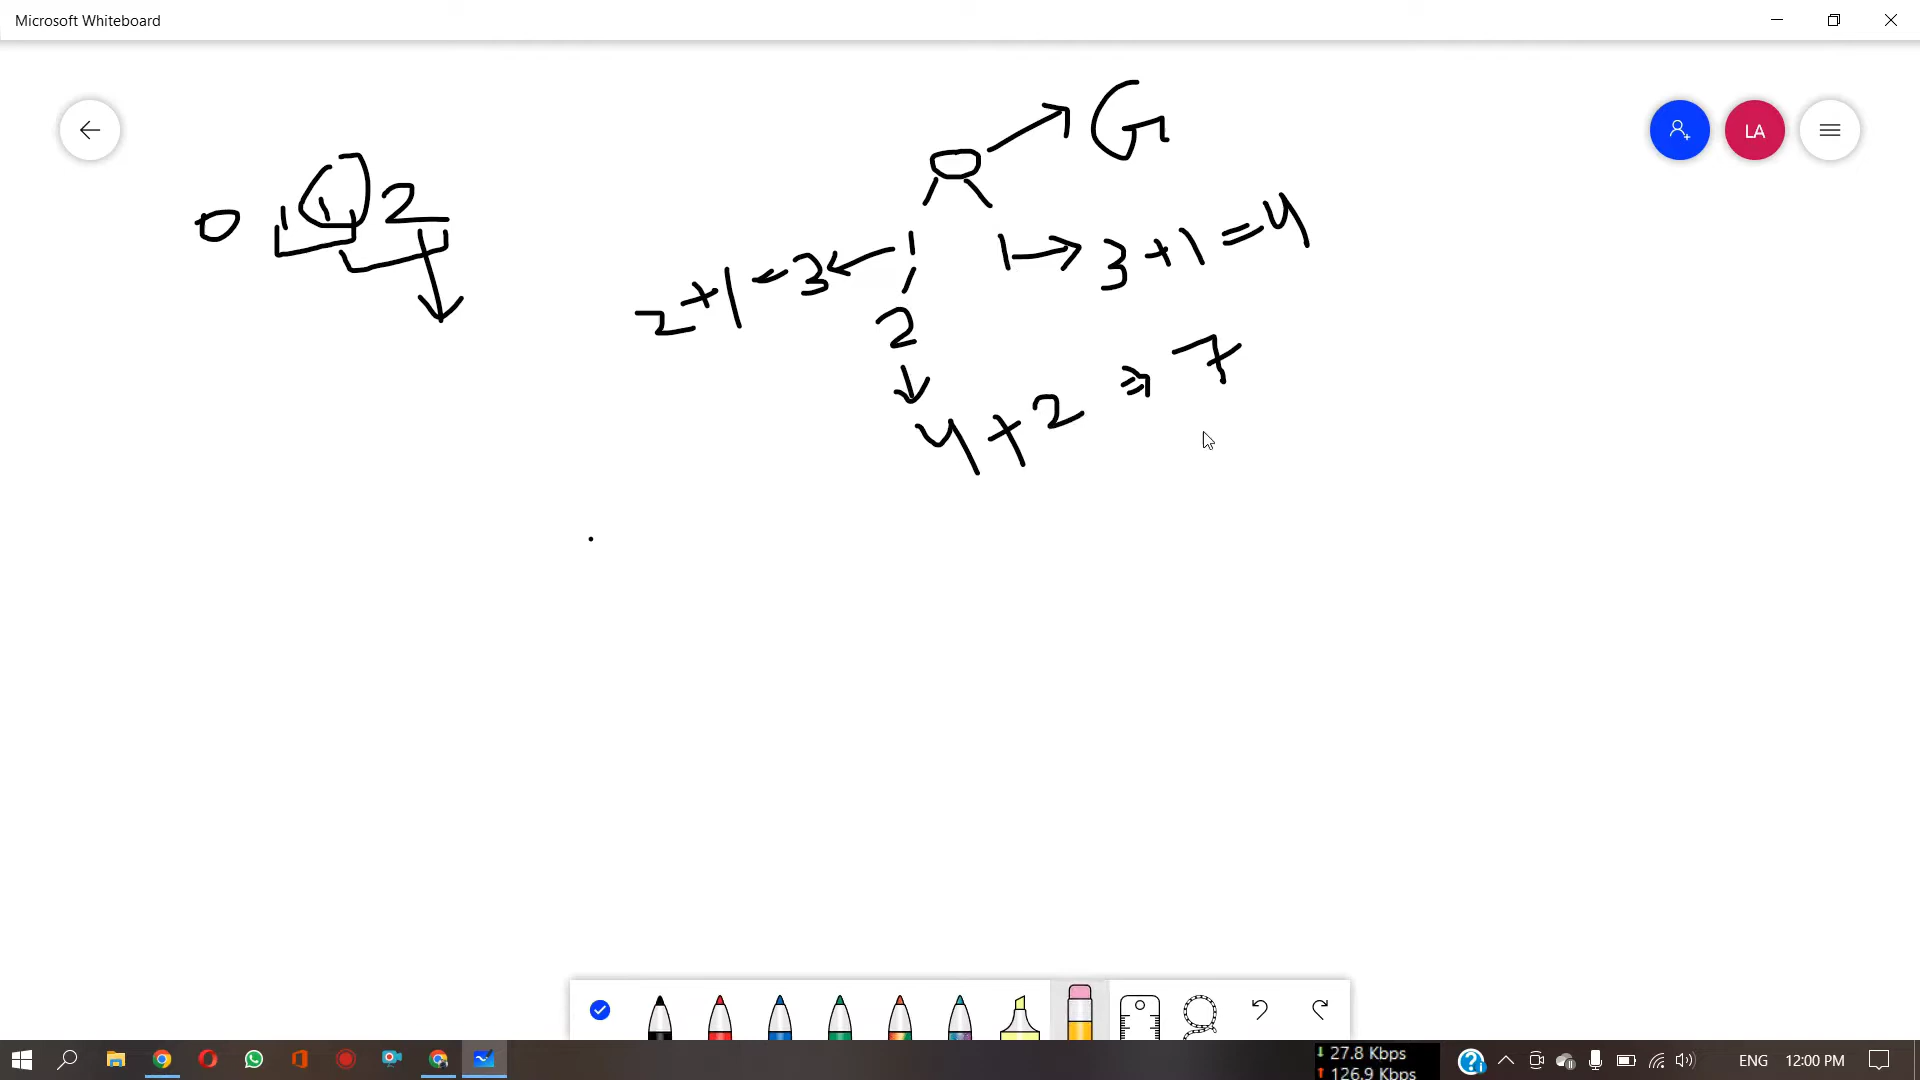 Microsoft Whiteboard
G
LA
0 1 1 2
1 1 → 3+1=4
2+1=3
2
4+2 ⇒ 7
27.8 Kbps
126.9 Kbps
ENG 12:00 PM